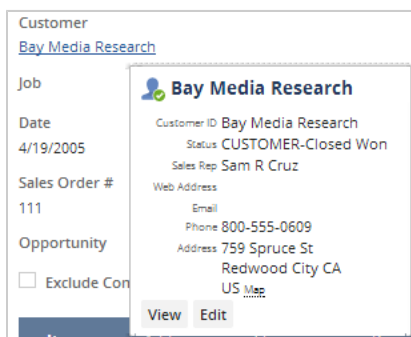 Customer
Bay Media Research
Job
Date
4/19/2005
Sales Order #
111
Opportunity
Exclude Con
Bay Media Research
Customer ID Bay Media Research
Status CUSTOMER-Closed Won
Sales Rep Sam R Cruz
Web Address
Email
Phone 800-555-0609
Address 759 Spruce St
Redwood City CA
US Map
View Edit